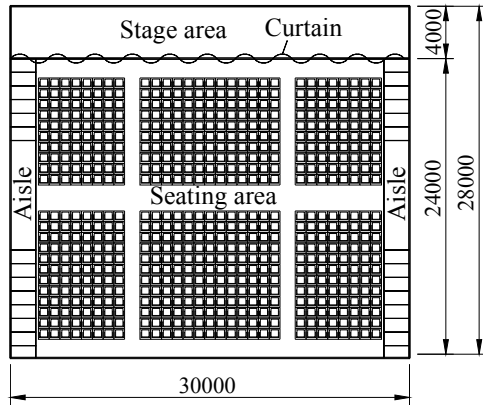 Stage area
Curtain
4000
Aisle
Seating area
Aisle
24000
28000
30000